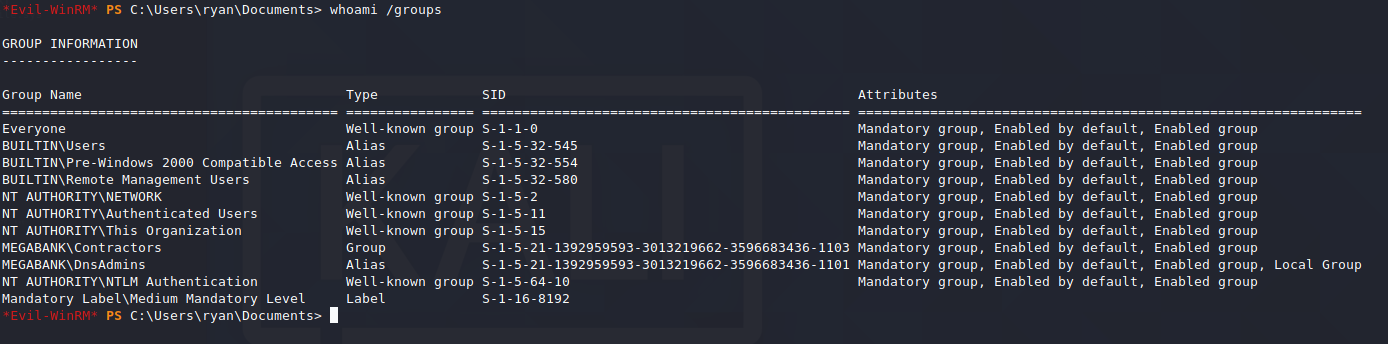 *Evil-WinRM* PS C:\Users\ryan\Documents> whoami /groups
GROUP INFORMATION
-----------------
Group Name                                 Type             SID                                            Attributes
========================================== ================ ============================================== ===============================================================
Everyone                                   Well-known group S-1-1-0                                        Mandatory group, Enabled by default, Enabled group
BUILTIN\Users                              Alias            S-1-5-32-545                                   Mandatory group, Enabled by default, Enabled group
BUILTIN\Pre-Windows 2000 Compatible Access Alias            S-1-5-32-554                                   Mandatory group, Enabled by default, Enabled group
BUILTIN\Remote Management Users            Alias            S-1-5-32-580                                   Mandatory group, Enabled by default, Enabled group
NT AUTHORITY\NETWORK                       Well-known group S-1-5-2                                        Mandatory group, Enabled by default, Enabled group
NT AUTHORITY\Authenticated Users           Well-known group S-1-5-11                                       Mandatory group, Enabled by default, Enabled group
NT AUTHORITY\This Organization             Well-known group S-1-5-15                                       Mandatory group, Enabled by default, Enabled group
MEGABANK\Contractors                       Group            S-1-5-21-1392959593-3013219662-3596683436-1103 Mandatory group, Enabled by default, Enabled group
MEGABANK\DnsAdmins                         Alias            S-1-5-21-1392959593-3013219662-3596683436-1101 Mandatory group, Enabled by default, Enabled group, Local Group
NT AUTHORITY\NTLM Authentication           Well-known group S-1-5-64-10                                    Mandatory group, Enabled by default, Enabled group
Mandatory Label\Medium Mandatory Level     Label            S-1-16-8192
*Evil-WinRM* PS C:\Users\ryan\Documents>
KALI